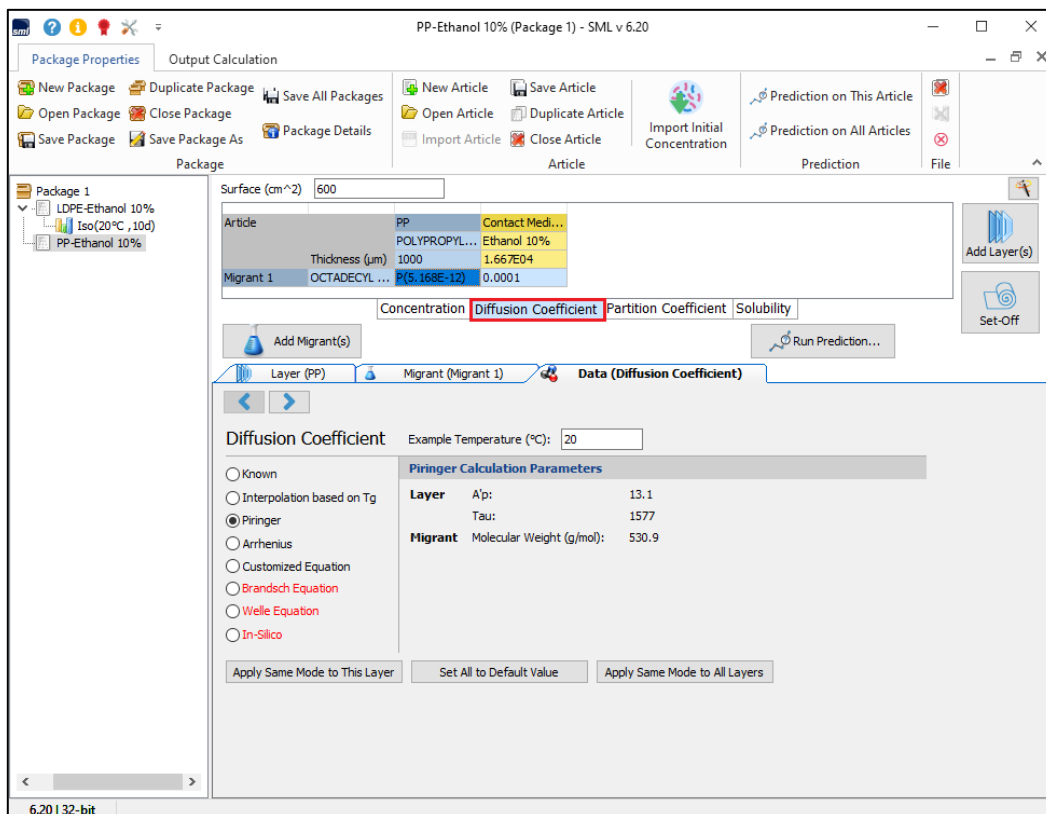 sml PP-Ethanol 10% (Package 1) - SML v 6.20
Package Properties Output Calculation
New Package Duplicate Package Save All Packages New Article Save Article Prediction on This Article
Open Package Close Package Open Article Duplicate Article Import Initial Concentration Prediction on All Articles
Save Package Save Package As Package Details Import Article Close Article
Package Article Prediction File
Package 1
LDPE-Ethanol 10%
Iso(20°C ,10d)
PP-Ethanol 10%
Surface (cm^2) 600
Article PP Contact Medi...
POLYPROPYL... Ethanol 10%
Thickness (µm) 1000 1.667E04
Migrant 1 OCTADECYL ... P(5.168E-12) 0.0001
Add Layer(s)
Set-Off
Concentration Diffusion Coefficient Partition Coefficient Solubility
Add Migrant(s) Run Prediction...
Layer (PP) Migrant (Migrant 1) Data (Diffusion Coefficient)
Diffusion Coefficient Example Temperature (°C): 20
Known
Interpolation based on Tg
Piringer
Arrhenius
Customized Equation
Brandsch Equation
Welle Equation
In-Silico
Piringer Calculation Parameters
Layer A'p: 13.1
Tau: 1577
Migrant Molecular Weight (g/mol): 530.9
Apply Same Mode to This Layer Set All to Default Value Apply Same Mode to All Layers
6.20 | 32-bit